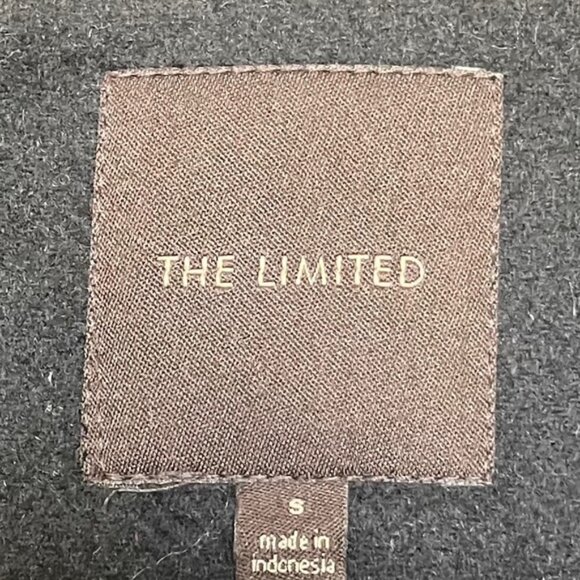 THE LIMITED
S
made in
indonesia